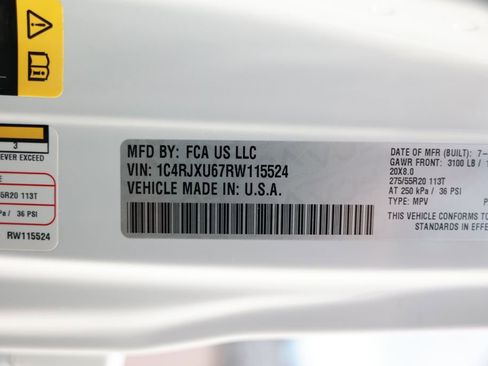 3
EVER EXCEED
55R20 113T
/ 36 PSI
RW115524
MFD BY: FCA US LLC
VIN: 1C4RJXU67RW115524
VEHICLE MADE IN: U.S.A.
DATE OF MFR (BUILT): 7-
GAWR FRONT: 3100 LB /
20X8.0
275/55R20 113T
AT 250 kPa / 36 PSI
TYPE: MPV
THIS VEHICLE CONFORMS TO
STANDARDS IN EFFE